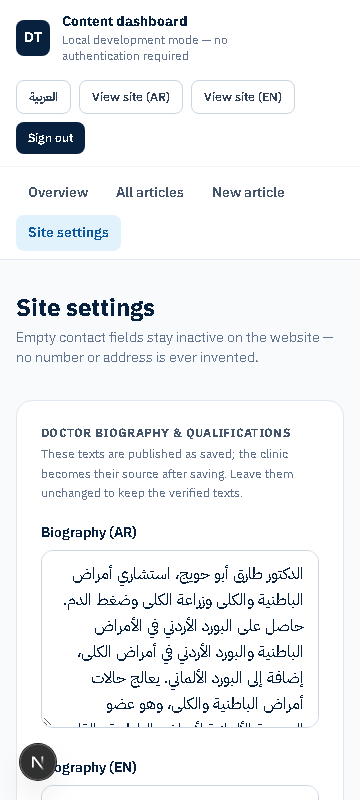 DT
Content dashboard
Local development mode — no
authentication required
العربية
View site (AR)
View site (EN)
Sign out
Overview
All articles
New article
Site settings
Site settings
Empty contact fields stay inactive on the website —
no number or address is ever invented.
DOCTOR BIOGRAPHY & QUALIFICATIONS
These texts are published as saved; the clinic
becomes their source after saving. Leave them
unchanged to keep the verified texts.
Biography (AR)
الدكتور طارق أبو حويج، استشاري أمراض
الباطنية والكلى وزراعة الكلى وضغط الدم.
حاصل على البورد الأردني في الأمراض
الباطنية والبورد الأردني في أمراض الكلى،
إضافة إلى البورد الألماني. يعالج حالات
أمراض الباطنية والكلى، وهو عضو
N
ography (EN)